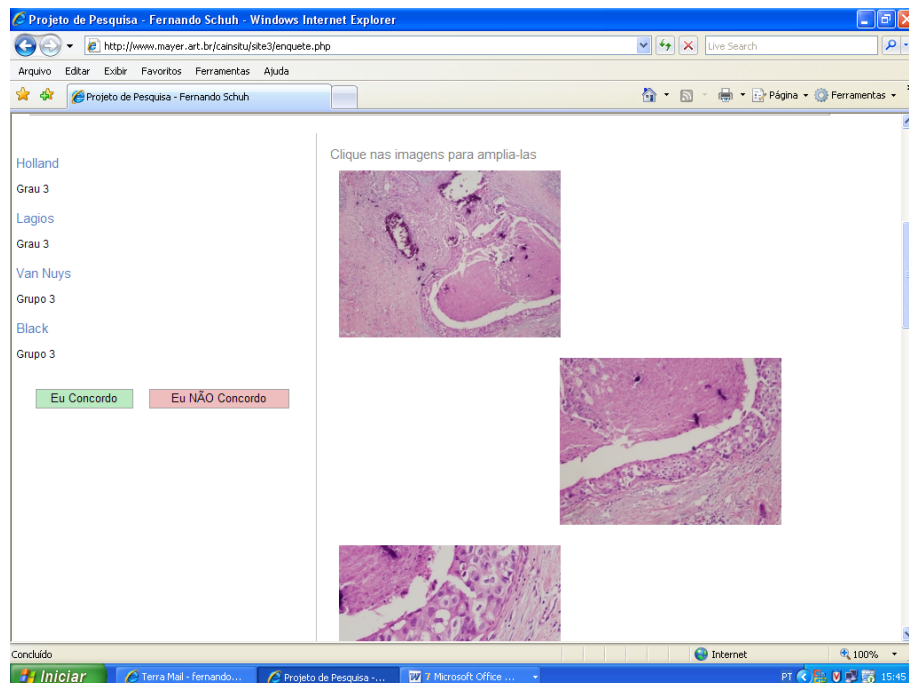 Projeto de Pesquisa - Fernando Schuh - Windows Internet Explorer
http://www.mayer.art.br/cainsitu/site3/enquete.php
Live Search
Arquivo Editar Exibir Favoritos Ferramentas Ajuda
Projeto de Pesquisa - Fernando Schuh
Página
Ferramentas
Clique nas imagens para amplia-las
Holland
Grau 3
Lagios
Grau 3
Van Nuys
Grupo 3
Black
Grupo 3
Eu Concordo
Eu NÃO Concordo
Concluído
Internet
100%
Iniciar
Terra Mail - fernando...
Projeto de Pesquisa -...
7 Microsoft Office ...
PT
15:45